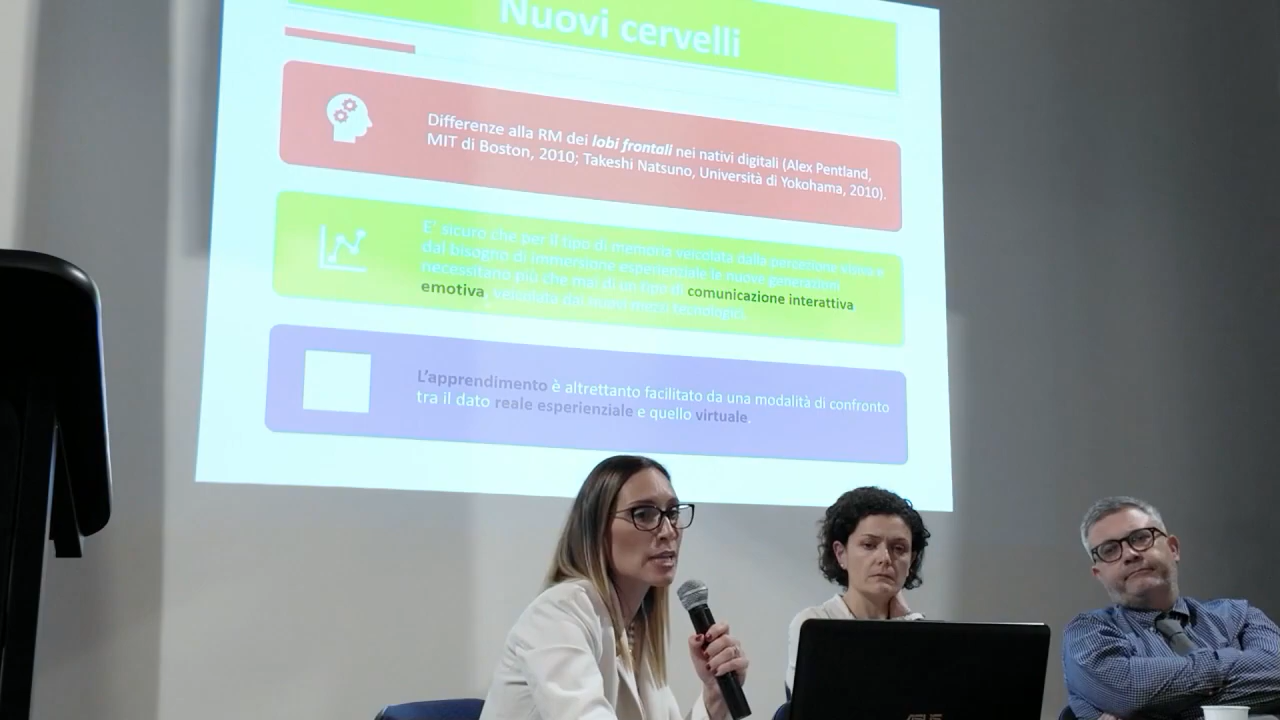 Nuovi cervelli
Differenze alla RM dei lobi frontali nei nativi digitali (Alex Pentland,
MIT di Boston, 2010; Takeshi Natsuno, Università di Yokohama, 2010).
E' sicuro che per il tipo di memoria veicolata dalla percezione visiva e
dal bisogno di immersione esperienziale le nuove generazioni
necessitano più che mai di un tipo di comunicazione interattiva
emotiva, veicolata dai nuovi mezzi tecnologici.
L'apprendimento è altrettanto facilitato da una modalità di confronto
tra il dato reale esperienziale e quello virtuale.